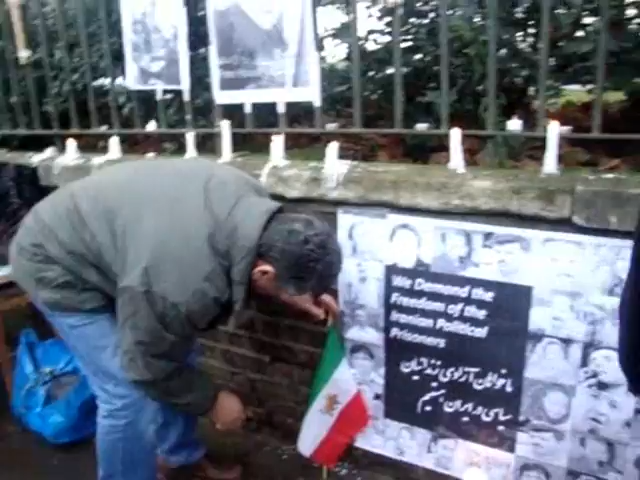 We Demand the
Freedom of the
Iranian Political
Prisoners
ما خواهان آزادی زندانیان
سیاسی در ایران هستیم